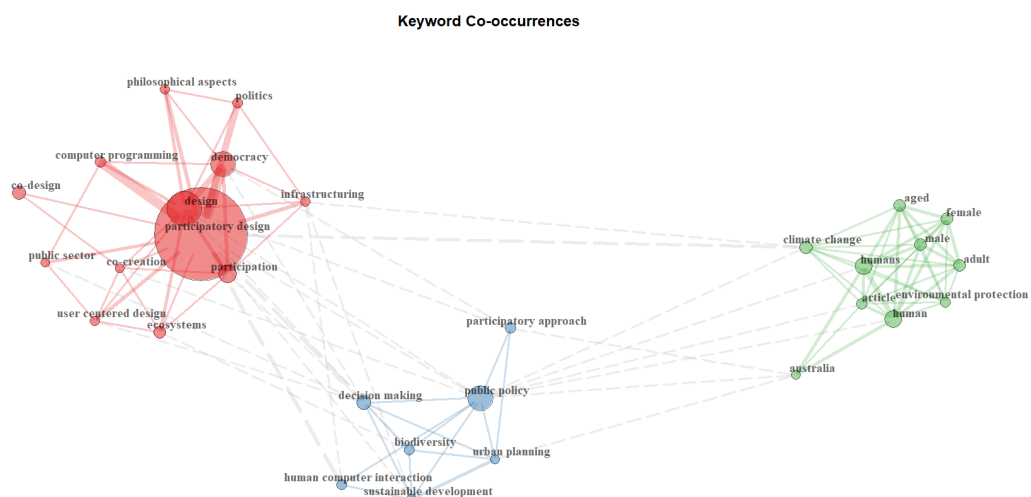 Keyword Co-occurrences
philosophical aspects
politics
computer programming
democracy
co-design
infrastructuring
design
participatory design
public sector
co-creation
participation
user centered design
ecosystems
aged
female
climate change
male
humans
adult
article
environmental protection
human
participatory approach
australia
public policy
decision making
biodiversity
urban planning
human computer interaction
sustainable development